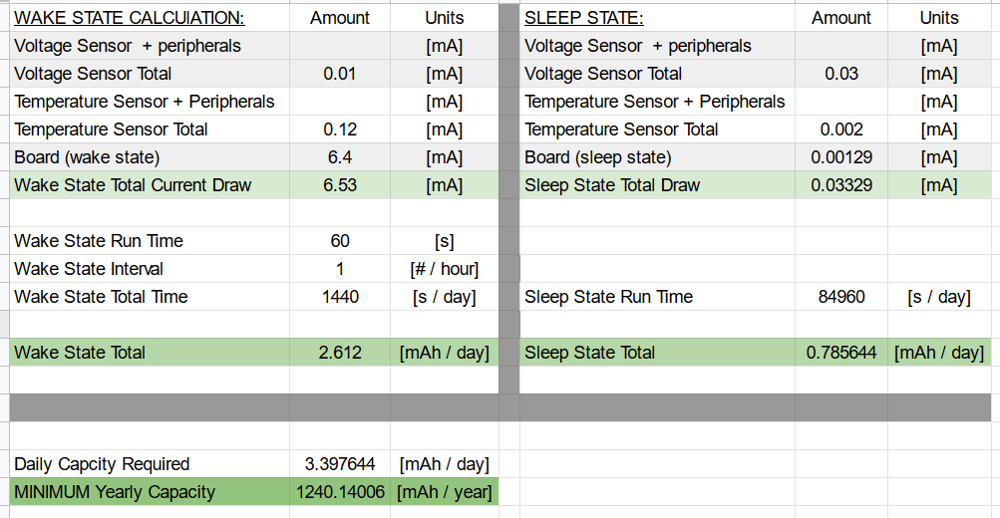 WAKE STATE CALCUlATION: Amount Units SLEEP STATE: Amount Units
Voltage Sensor + peripherals [mA] Voltage Sensor + peripherals [mA]
Voltage Sensor Total 0.01 [mA] Voltage Sensor Total 0.03 [mA]
Temperature Sensor + Peripherals [mA] Temperature Sensor + Peripherals [mA]
Temperature Sensor Total 0.12 [mA] Temperature Sensor Total 0.002 [mA]
Board (wake state) 6.4 [mA] Board (sleep state) 0.00129 [mA]
Wake State Total Current Draw 6.53 [mA] Sleep State Total Draw 0.03329 [mA]
Wake State Run Time 60 [s]
Wake State Interval 1 [# / hour]
Wake State Total Time 1440 [s / day] Sleep State Run Time 84960 [s / day]
Wake State Total 2.612 [mAh / day] Sleep State Total 0.785644 [mAh / day]
Daily Capcity Required 3.397644 [mAh / day]
MINIMUM Yearly Capacity 1240.14006 [mAh / year]